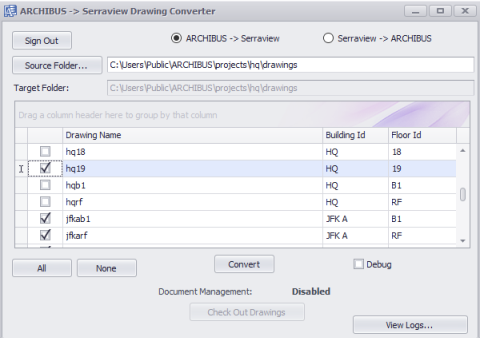 ARCHIBUS -> Serraview Drawing Converter
Sign Out
ARCHIBUS -> Serraview
Serraview -> ARCHIBUS
Source Folder...
C:\Users\Public\ARCHIBUS\projects\hq\drawings
Target Folder:
C:\Users\Public\ARCHIBUS\projects\hq\drawings
Drag a column header here to group by that column
Drawing Name Building Id Floor Id
hq18 HQ 18
hq19 HQ 19
hqb1 HQ B1
hqrf HQ RF
jfkab1 JFK A B1
jfkarf JFK A RF
All
None
Convert
Debug
Document Management: Disabled
Check Out Drawings
View Logs...